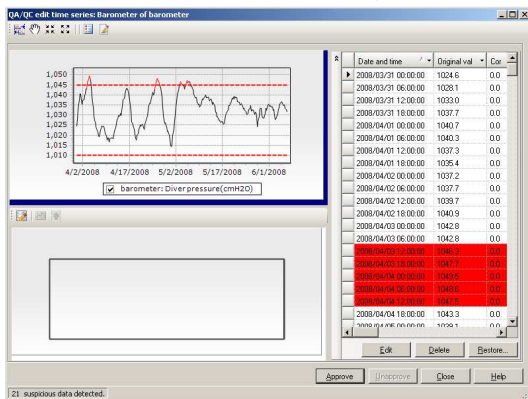 QA/QC edit time series: Barometer of barometer
1,050
1,045
1,040
1,035
1,030
1,025
1,020
1,015
1,010
4/2/2008 4/17/2008 5/2/2008 5/17/2008 6/1/2008
barometer: Diver pressure(cmH2O)
Date and time Original val Cor
2008/03/31 00:00:00 1024.6 0.0
2008/03/31 06:00:00 1028.1 0.0
2008/03/31 12:00:00 1033.0 0.0
2008/03/31 18:00:00 1037.7 0.0
2008/04/01 00:00:00 1040.7 0.0
2008/04/01 06:00:00 1040.3 0.0
2008/04/01 12:00:00 1037.3 0.0
2008/04/01 18:00:00 1035.4 0.0
2008/04/02 00:00:00 1037.2 0.0
2008/04/02 06:00:00 1037.7 0.0
2008/04/02 12:00:00 1039.7 0.0
2008/04/02 18:00:00 1040.9 0.0
2008/04/03 00:00:00 1042.8 0.0
2008/04/03 06:00:00 1042.8 0.0
2008/04/03 12:00:00 1046.3 0.0
2008/04/03 18:00:00 1047.7 0.0
2008/04/04 00:00:00 1049.5 0.0
2008/04/04 06:00:00 0.0
2008/04/04 12:00:00 0.0
2008/04/04 18:00:00 1043.3 0.0
2008/04/05 00:00:00 1039.1 0.0
Edit Delete Restore...
Approve Unapprove Close Help
21 suspicious data detected.